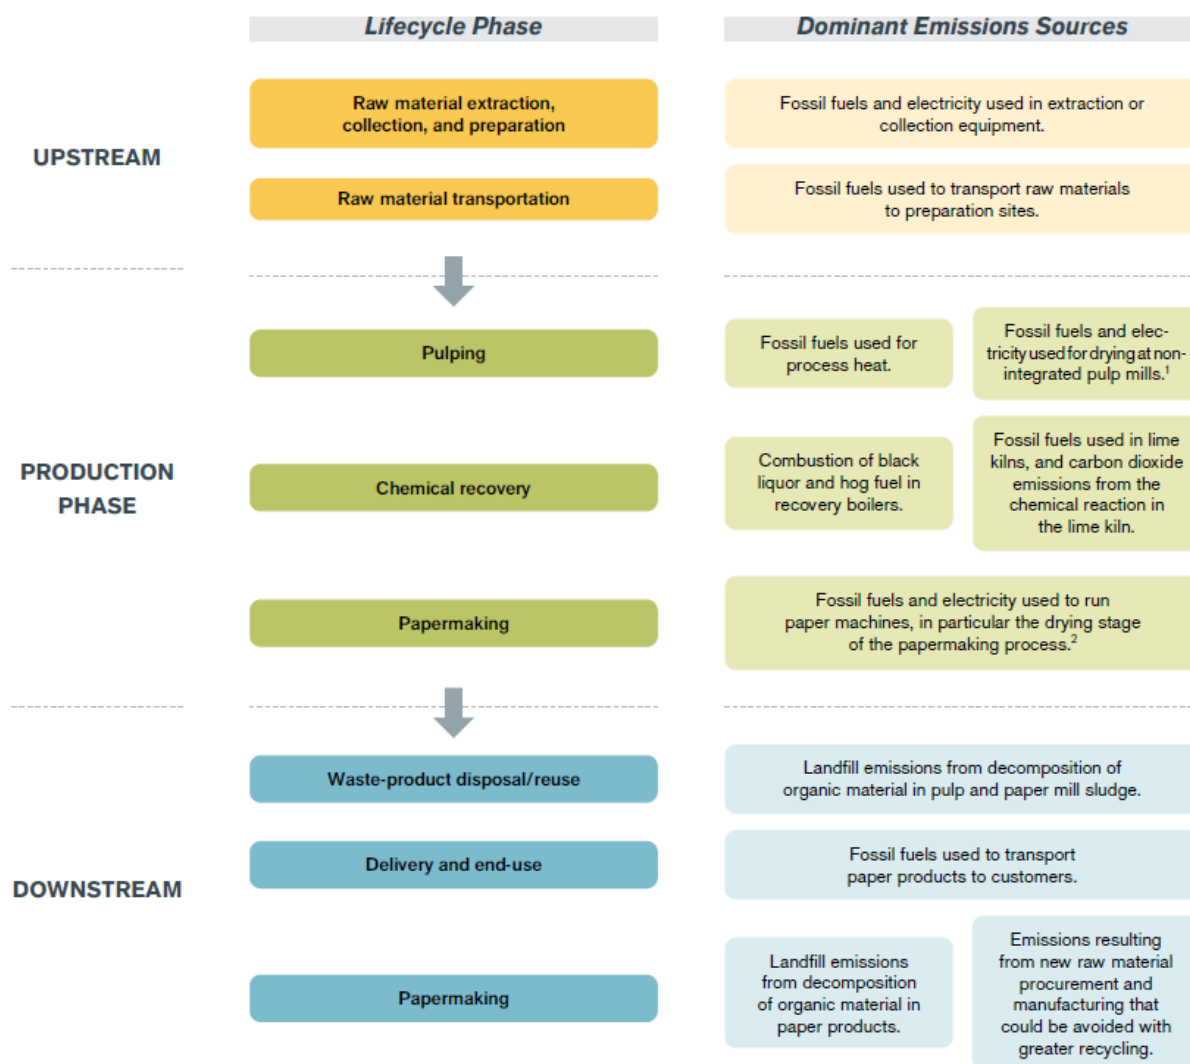 Lifecycle Phase
Dominant Emissions Sources
UPSTREAM
Raw material extraction,
collection, and preparation
Fossil fuels and electricity used in extraction or
collection equipment.
Raw material transportation
Fossil fuels used to transport raw materials
to preparation sites.
PRODUCTION
PHASE
Pulping
Fossil fuels used for
process heat.
Fossil fuels and elec-
tricity used for drying at non-
integrated pulp mills.¹
Chemical recovery
Combustion of black
liquor and hog fuel in
recovery boilers.
Fossil fuels used in lime
kilns, and carbon dioxide
emissions from the
chemical reaction in
the lime kiln.
Papermaking
Fossil fuels and electricity used to run
paper machines, in particular the drying stage
of the papermaking process.²
DOWNSTREAM
Waste-product disposal/reuse
Landfill emissions from decomposition of
organic material in pulp and paper mill sludge.
Delivery and end-use
Fossil fuels used to transport
paper products to customers.
Papermaking
Landfill emissions
from decomposition
of organic material in
paper products.
Emissions resulting
from new raw material
procurement and
manufacturing that
could be avoided with
greater recycling.